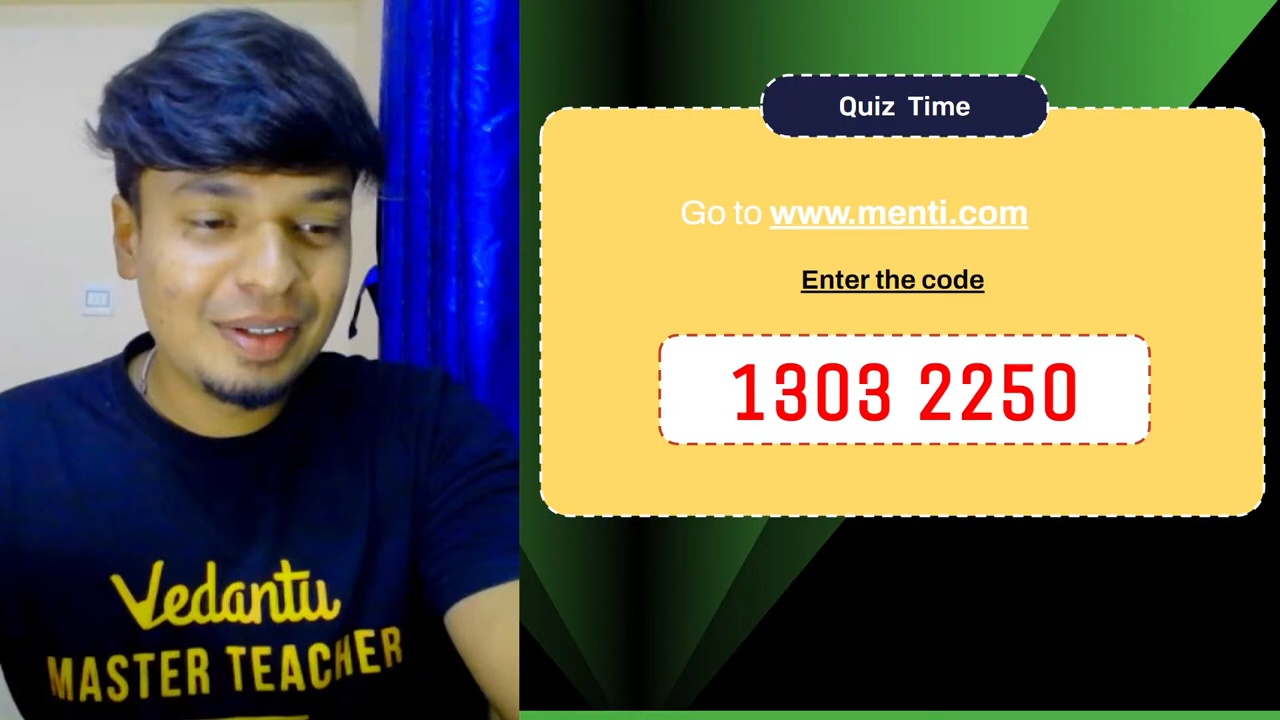 Quiz Time
Go to www.menti.com
Enter the code
1303 2250
Vedantu
MASTER TEACHER